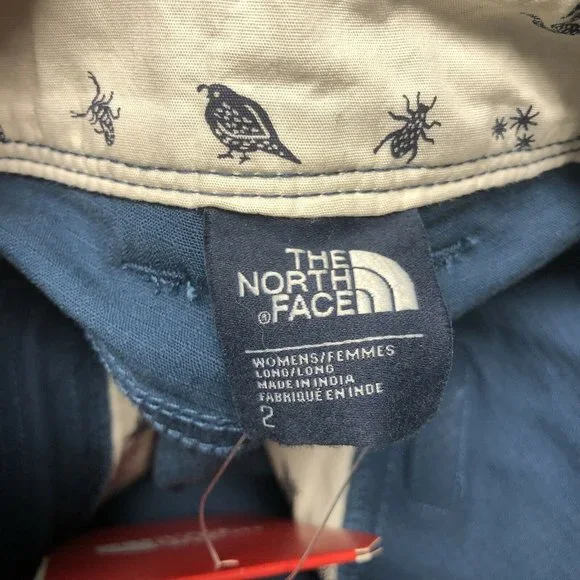 THE
NORTH
FACE
®
WOMENS/FEMMES
LONG/LONG
MADE IN INDIA
FABRIQUÉ EN INDE
2